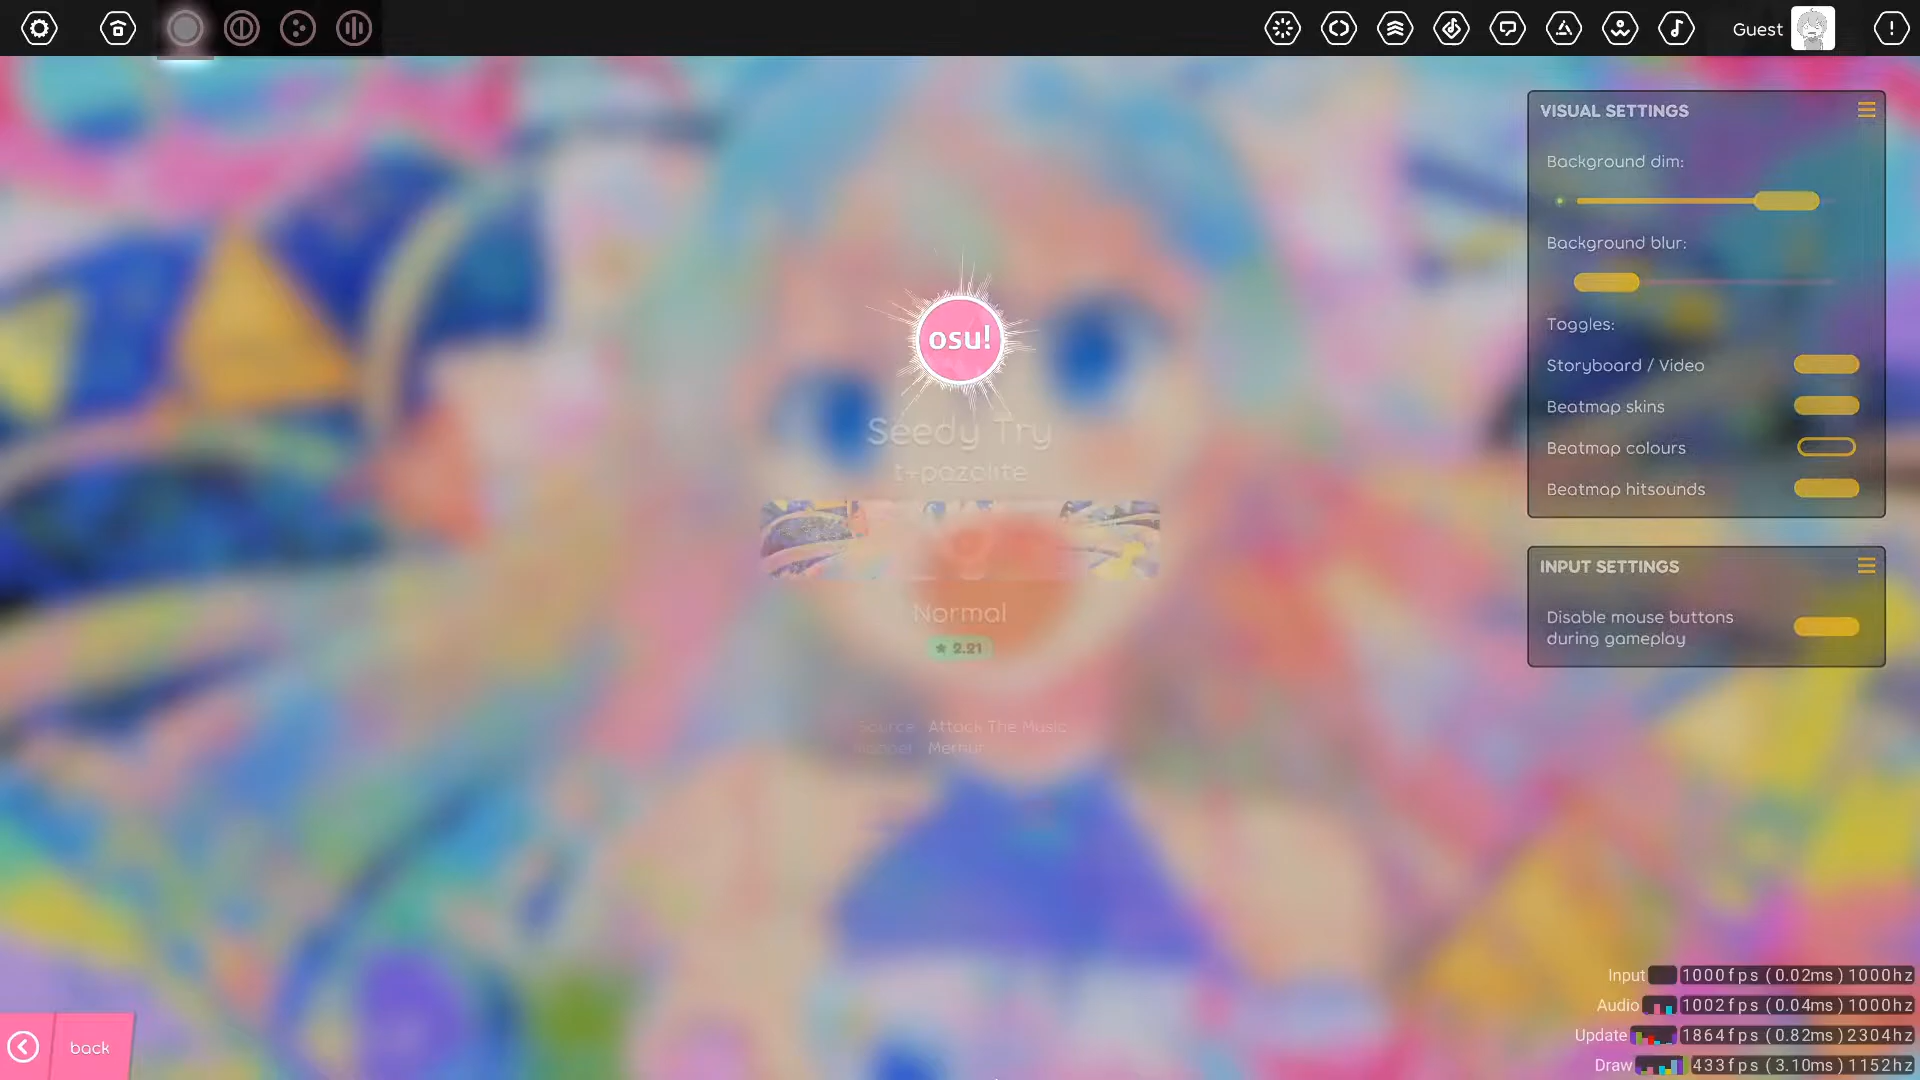 Guest
VISUAL SETTINGS
Background dim:
Background blur:
Toggles:
Storyboard / Video
Beatmap skins
Beatmap colours
Beatmap hitsounds
INPUT SETTINGS
Disable mouse buttons
during gameplay
osu!
Seedy Try
t+pazolite
Normal
2.21
Source Attack The Music
mapper
back
Input 1000fps (0.02ms) 1000hz
Audio 1002fps (0.04ms) 1000hz
Update 1864fps (0.82ms) 2304hz
Draw 433fps (3.10ms) 1152hz